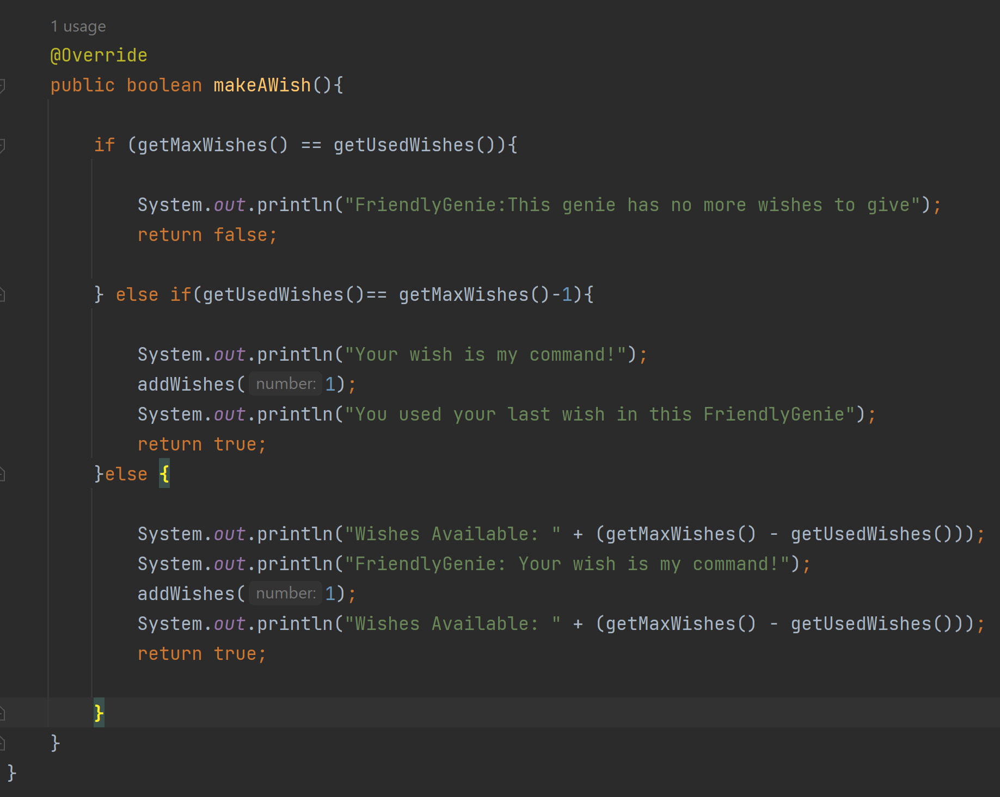 1 usage
@Override
public boolean makeAWish(){
if (getMaxWishes() == getUsedWishes()){
System.out.println("FriendlyGenie:This genie has no more wishes to give");
return false;
} else if(getUsedWishes()== getMaxWishes()-1){
System.out.println("Your wish is my command!");
addWishes( number: 1);
System.out.println("You used your last wish in this FriendlyGenie");
return true;
}else {
System.out.println("Wishes Available: " + (getMaxWishes() - getUsedWishes()));
System.out.println("FriendlyGenie: Your wish is my command!");
addWishes( number: 1);
System.out.println("Wishes Available: " + (getMaxWishes() - getUsedWishes()));
return true;
}
}
}